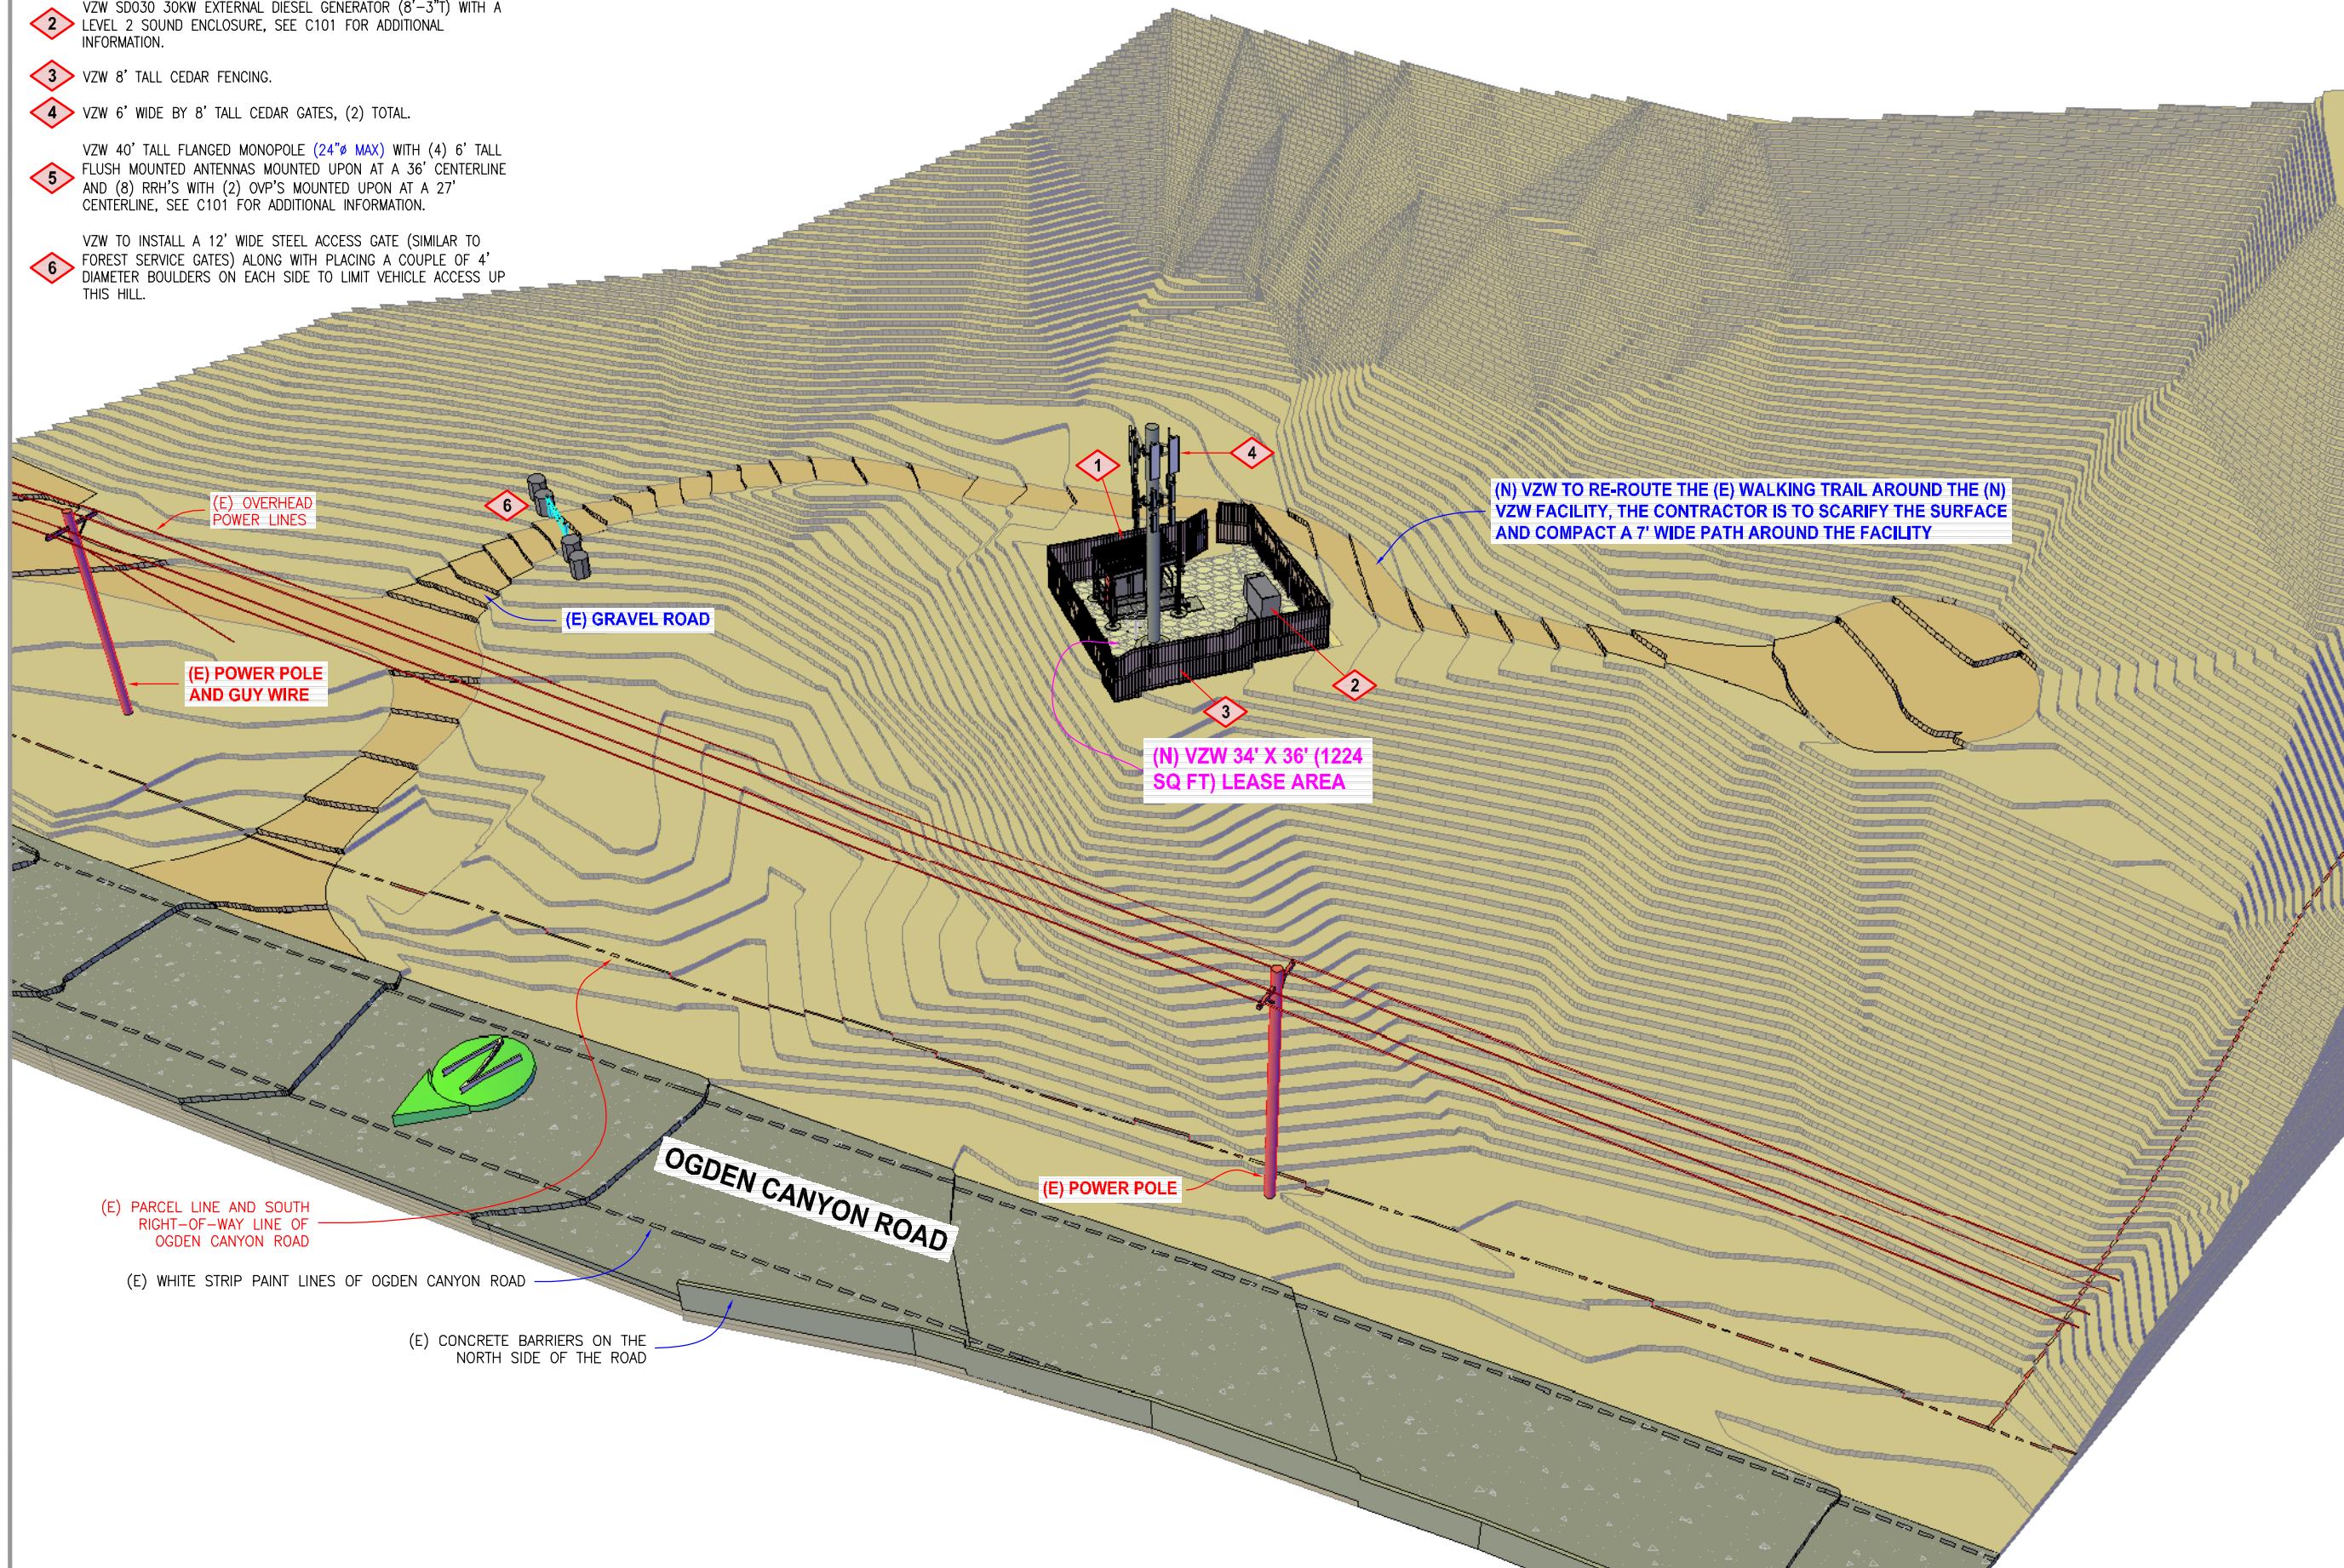 2
VZW SD030 30KW EXTERNAL DIESEL GENERATOR (8'-3"T) WITH A
LEVEL 2 SOUND ENCLOSURE, SEE C101 FOR ADDITIONAL
INFORMATION.
3
VZW 8' TALL CEDAR FENCING.
4
VZW 6' WIDE BY 8' TALL CEDAR GATES, (2) TOTAL.
5
VZW 40' TALL FLANGED MONOPOLE (24"ø MAX) WITH (4) 6' TALL
FLUSH MOUNTED ANTENNAS MOUNTED UPON AT A 36' CENTERLINE
AND (8) RRH'S WITH (2) OVP'S MOUNTED UPON AT A 27'
CENTERLINE, SEE C101 FOR ADDITIONAL INFORMATION.
6
VZW TO INSTALL A 12' WIDE STEEL ACCESS GATE (SIMILAR TO
FOREST SERVICE GATES) ALONG WITH PLACING A COUPLE OF 4'
DIAMETER BOULDERS ON EACH SIDE TO LIMIT VEHICLE ACCESS UP
THIS HILL.
1
4
6
(E) OVERHEAD
POWER LINES
(N) VZW TO RE-ROUTE THE (E) WALKING TRAIL AROUND THE (N)
VZW FACILITY, THE CONTRACTOR IS TO SCARIFY THE SURFACE
AND COMPACT A 7' WIDE PATH AROUND THE FACILITY
(E) GRAVEL ROAD
(E) POWER POLE
AND GUY WIRE
2
3
(N) VZW 34' X 36' (1224
SQ FT) LEASE AREA
N
OGDEN CANYON ROAD
(E) POWER POLE
(E) PARCEL LINE AND SOUTH
RIGHT-OF-WAY LINE OF
OGDEN CANYON ROAD
(E) WHITE STRIP PAINT LINES OF OGDEN CANYON ROAD
(E) CONCRETE BARRIERS ON THE
NORTH SIDE OF THE ROAD